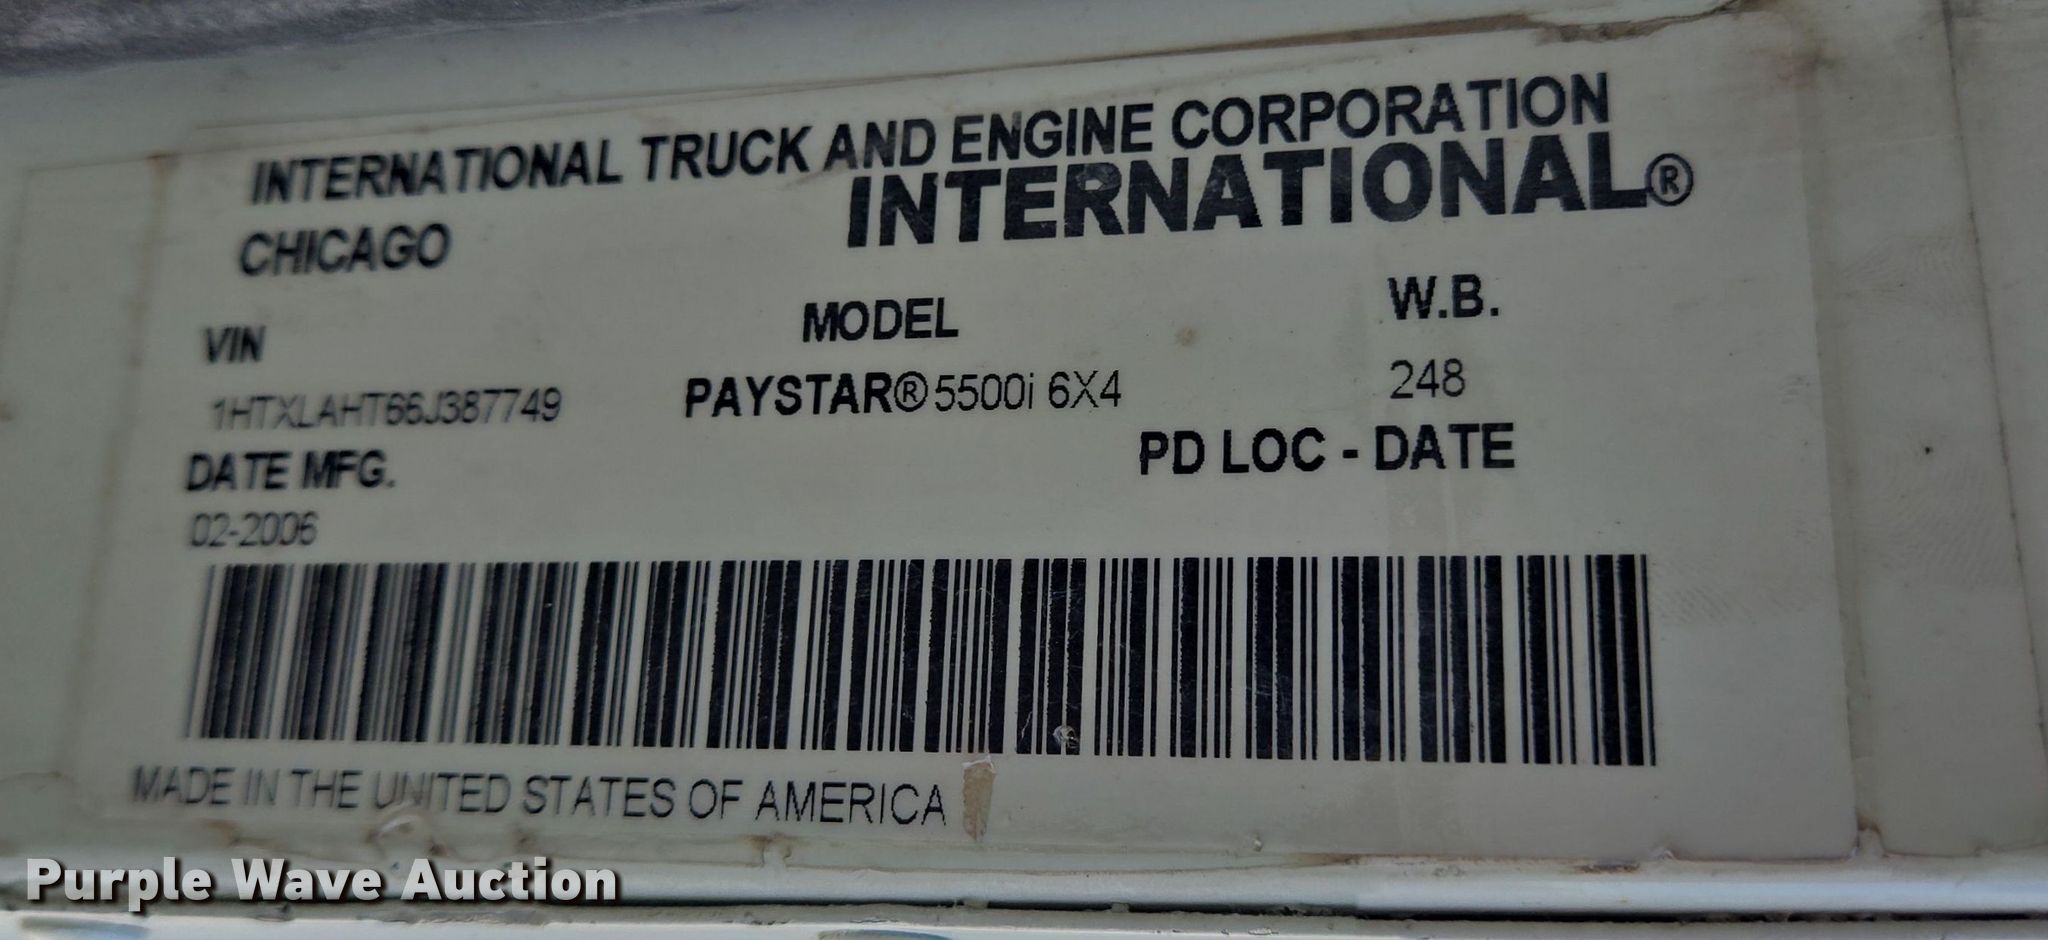 INTERNATIONAL TRUCK AND ENGINE CORPORATION
CHICAGO
INTERNATIONAL®
VIN MODEL W.B.
1HTXLAHT66J387749 PAYSTAR®5500i 6X4 248
DATE MFG. PD LOC - DATE
02-2006
MADE IN THE UNITED STATES OF AMERICA
Purple Wave Auction